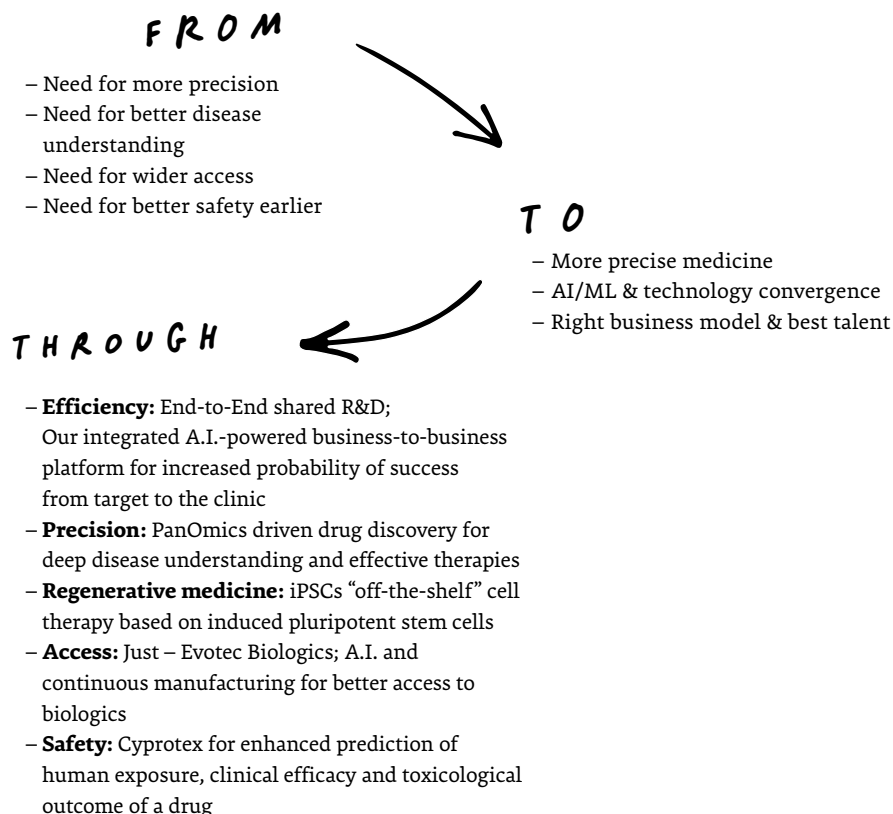 FROM
– Need for more precision
– Need for better disease
understanding
– Need for wider access
– Need for better safety earlier
TO
– More precise medicine
– AI/ML & technology convergence
– Right business model & best talent
THROUGH
– Efficiency: End-to-End shared R&D;
Our integrated A.I.-powered business-to-business
platform for increased probability of success
from target to the clinic
– Precision: PanOmics driven drug discovery for
deep disease understanding and effective therapies
– Regenerative medicine: iPSCs “off-the-shelf” cell
therapy based on induced pluripotent stem cells
– Access: Just – Evotec Biologics; A.I. and
continuous manufacturing for better access to
biologics
– Safety: Cyprotex for enhanced prediction of
human exposure, clinical efficacy and toxicological
outcome of a drug